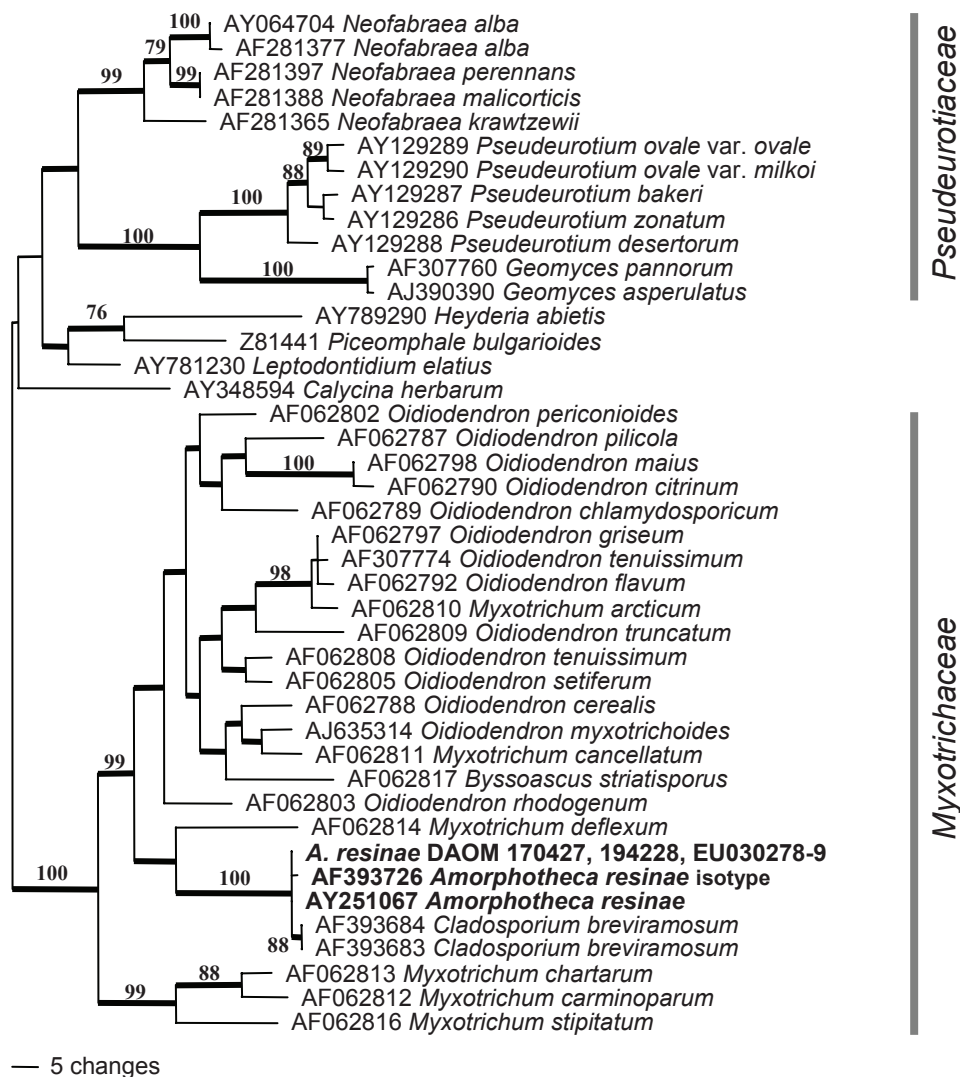 100 AY064704 Neofabraea alba
79 AF281377 Neofabraea alba
99 AF281397 Neofabraea perennans
99 AF281388 Neofabraea malicorticis
AF281365 Neofabraea krawtzewii
89 AY129289 Pseudeurotium ovale var. ovale
88 AY129290 Pseudeurotium ovale var. milkoi
100 AY129287 Pseudeurotium bakeri
AY129286 Pseudeurotium zonatum
100 AY129288 Pseudeurotium desertorum
100 AF307760 Geomyces pannorum
AJ390390 Geomyces asperulatus
Pseudeurotiaceae
76 AY789290 Heyderia abietis
Z81441 Piceomphale bulgarioides
AY781230 Leptodontidium elatius
AY348594 Calycina herbarum
AF062802 Oidiodendron periconioides
AF062787 Oidiodendron pilicola
100 AF062798 Oidiodendron maius
AF062790 Oidiodendron citrinum
AF062789 Oidiodendron chlamydosporicum
AF062797 Oidiodendron griseum
AF307774 Oidiodendron tenuissimum
98 AF062792 Oidiodendron flavum
AF062810 Myxotrichum arcticum
AF062809 Oidiodendron truncatum
AF062808 Oidiodendron tenuissimum
AF062805 Oidiodendron setiferum
AF062788 Oidiodendron cerealis
AJ635314 Oidiodendron myxotrichoides
AF062811 Myxotrichum cancellatum
99 AF062817 Byssoascus striatisporus
AF062803 Oidiodendron rhodogenum
AF062814 Myxotrichum deflexum
A. resinae DAOM 170427, 194228, EU030278-9
100 100 AF393726 Amorphotheca resinae isotype
AY251067 Amorphotheca resinae
AF393684 Cladosporium breviramosum
88 AF393683 Cladosporium breviramosum
88 AF062813 Myxotrichum chartarum
99 AF062812 Myxotrichum carminoparum
AF062816 Myxotrichum stipitatum
Myxotrichaceae
5 changes